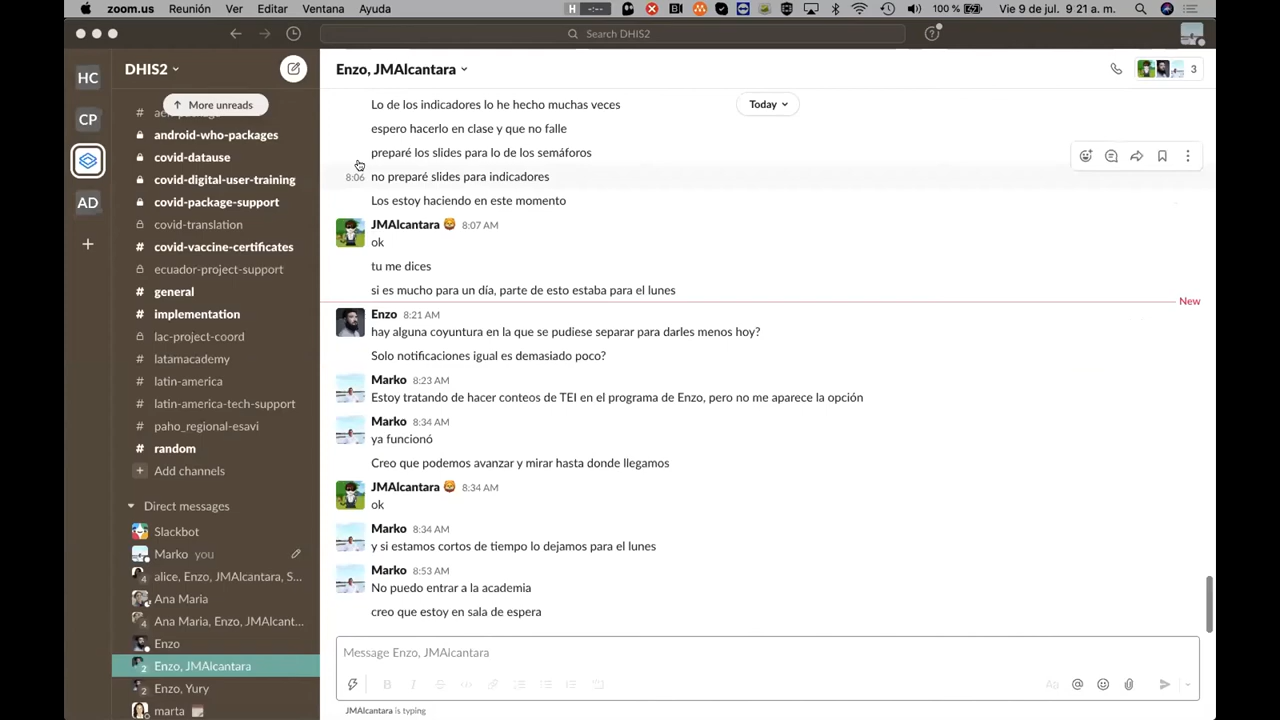 zoom.us Reunión Ver Editar Ventana Ayuda H --:-- 100 % Vie 9 de jul. 9:21 a. m.
Search DHIS2
HC
CP
AD
DHIS2
More unreads
android-who-packages
covid-datause
covid-digital-user-training
covid-package-support
covid-translation
covid-vaccine-certificates
ecuador-project-support
# general
# implementation
lac-project-coord
# latamacademy
# latin-america
# latin-america-tech-support
# paho_regional-esavi
# random
+ Add channels
Direct messages
Slackbot
Marko you
4 alice, Enzo, JMAlcantara, S...
Ana Maria
4 Ana Maria, Enzo, JMAlcant...
Enzo
2 Enzo, JMAlcantara
2 Enzo, Yury
marta
Enzo, JMAlcantara
3
Today
Lo de los indicadores lo he hecho muchas veces
espero hacerlo en clase y que no falle
preparé los slides para lo de los semáforos
8:06 no preparé slides para indicadores
Los estoy haciendo en este momento
JMAlcantara 8:07 AM
ok
tu me dices
si es mucho para un día, parte de esto estaba para el lunes
New
Enzo 8:21 AM
hay alguna coyuntura en la que se pudiese separar para darles menos hoy?
Solo notificaciones igual es demasiado poco?
Marko 8:23 AM
Estoy tratando de hacer conteos de TEI en el programa de Enzo, pero no me aparece la opción
Marko 8:34 AM
ya funcionó
Creo que podemos avanzar y mirar hasta donde llegamos
JMAlcantara 8:34 AM
ok
Marko 8:34 AM
y si estamos cortos de tiempo lo dejamos para el lunes
Marko 8:53 AM
No puedo entrar a la academia
creo que estoy en sala de espera
Message Enzo, JMAlcantara
B I S Aa @
JMAlcantara is typing